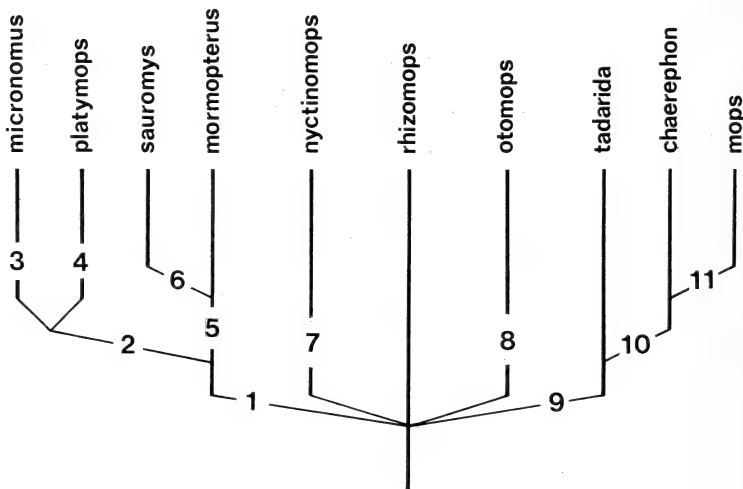 micronomus
platymops
sauromys
mormopterus
nyctinomops
rhizomops
otomops
tadarida
chaerephon
mops
3
4
6
11
2
5
7
8
10
1
9